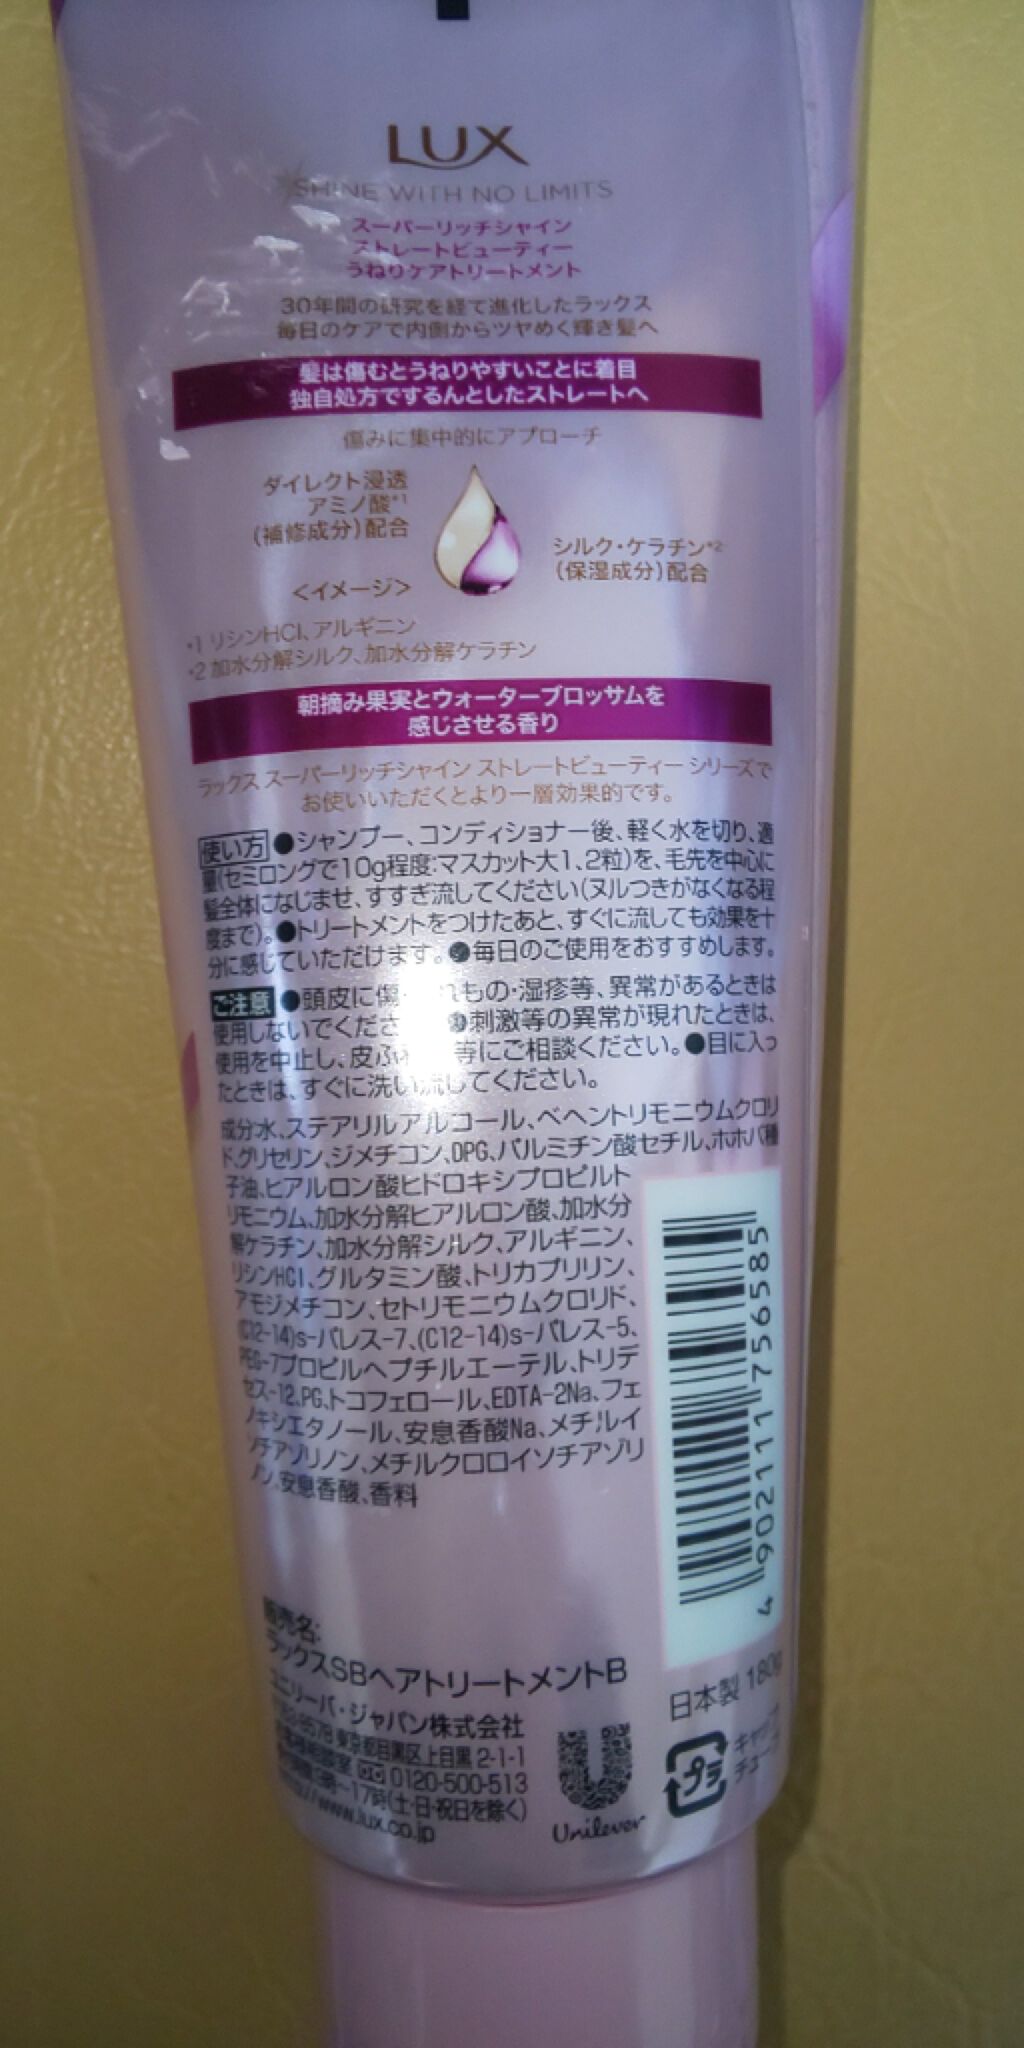 LUX
SHINE WITH NO LIMITS
スーパーリッチシャイン
ストレートビューティー
うねりケアトリートメント
30年間の研究を経て進化したラックス
毎日のケアで内側からツヤめく輝き髪へ
髪は傷むとうねりやすいことに着目
独自処方でするんとしたストレートへ
傷みに集中的にアプローチ
ダイレクト浸透
アミノ酸*1
(補修成分)配合
シルク・ケラチン*2
(保湿成分)配合
<イメージ>
*1 リシンHCl、アルギニン
*2 加水分解シルク、加水分解ケラチン
朝摘み果実とウォーターブロッサムを
感じさせる香り
ラックス スーパーリッチシャイン ストレートビューティー シリーズで
お使いいただくとより一層効果的です。
使い方 ●シャンプー、コンディショナー後、軽く水を切り、適
量(セミロングで10g程度:マスカット大1、2粒)を、毛先を中心に
髪全体になじませ、すすぎ流してください(ヌルつきがなくなる程
度まで)。●トリートメントをつけたあと、すぐに流しても効果を十
分に感じていただけます。●毎日のご使用をおすすめします。
ご注意 ●頭皮に傷 れもの・湿疹等、異常があるときは
使用しないでくださ ●刺激等の異常が現れたときは、
使用を中止し、皮ふ 等にご相談ください。●目に入っ
たときは、すぐに洗い流してください。
成分:水、ステアリルアルコール、ベヘントリモニウムクロリ
ド、グリセリン、ジメチコン、DPG、パルミチン酸セチル、ホホバ種
子油、ヒアルロン酸ヒドロキシプロピルト
リモニウム、加水分解ヒアルロン酸、加水分
解ケラチン、加水分解シルク、アルギニン、
リシンHCl、グルタミン酸、トリカプリリン、
アモジメチコン、セトリモニウムクロリド、
(C12-14)s-パレス-7、(C12-14)s-パレス-5、
PEG-7プロピルヘプチルエーテル、トリデ
セス-12、PG、トコフェロール、EDTA-2Na、フェ
ノキシエタノール、安息香酸Na、メチルイ
ソチアゾリノン、メチルクロロイソチアゾリ
ノン、安息香酸、香料
4902111756585
販売名:
ラックスSBヘアトリートメントB
ユニリーバ・ジャパン株式会社
8578 東京都目黒区上目黒 2-1-1
0120-500-513
～17時(土・日・祝日を除く)
http://www.lux.co.jp
Unilever
日本製 180g
プラ
キャップ
チューブ